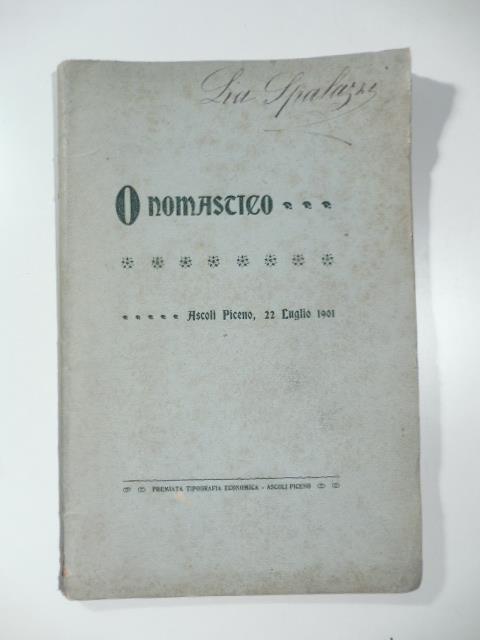 Lia Spalazzi
Onomastico
Ascoli Piceno, 22 Luglio 1901
PREMIATA TIPOGRAFIA ECONOMICA - ASCOLI PICENO